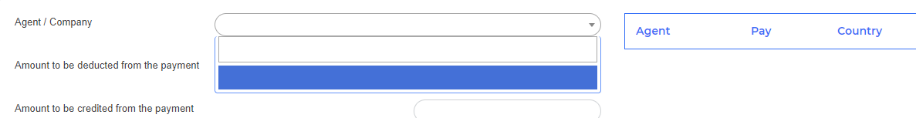 Agent / Company
Agent Pay Country
Amount to be deducted from the payment
Amount to be credited from the payment